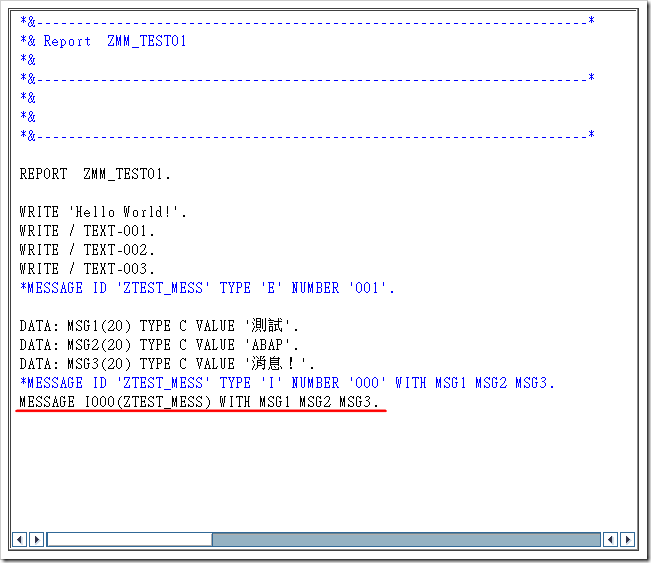 *&---------------------------------------------------------------------*
*& Report  ZMM_TEST01
*&
*&---------------------------------------------------------------------*
*&
*&
*&---------------------------------------------------------------------*
REPORT  ZMM_TEST01.
WRITE 'Hello World!'.
WRITE / TEXT-001.
WRITE / TEXT-002.
WRITE / TEXT-003.
*MESSAGE ID 'ZTEST_MESS' TYPE 'E' NUMBER '001'.
DATA: MSG1(20) TYPE C VALUE '測試'.
DATA: MSG2(20) TYPE C VALUE 'ABAP'.
DATA: MSG3(20) TYPE C VALUE '消息！'.
*MESSAGE ID 'ZTEST_MESS' TYPE 'I' NUMBER '000' WITH MSG1 MSG2 MSG3.
MESSAGE I000(ZTEST_MESS) WITH MSG1 MSG2 MSG3.